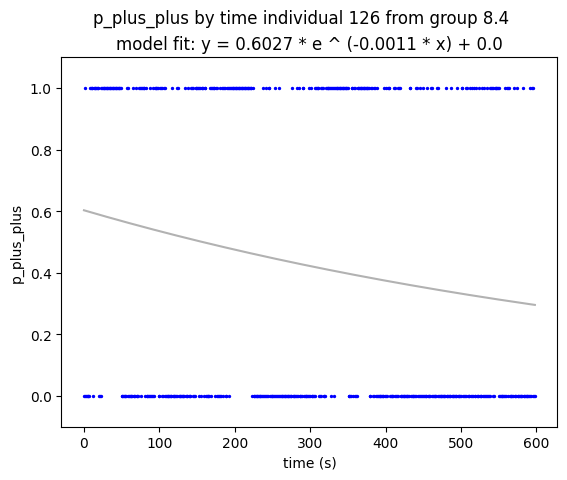 p_plus_plus by time individual 126 from group 8.4
model fit: y = 0.6027 * e ^ (-0.0011 * x) + 0.0
1.0
0.8
0.6
0.4
0.2
0.0
p_plus_plus
0 100 200 300 400 500 600
time (s)